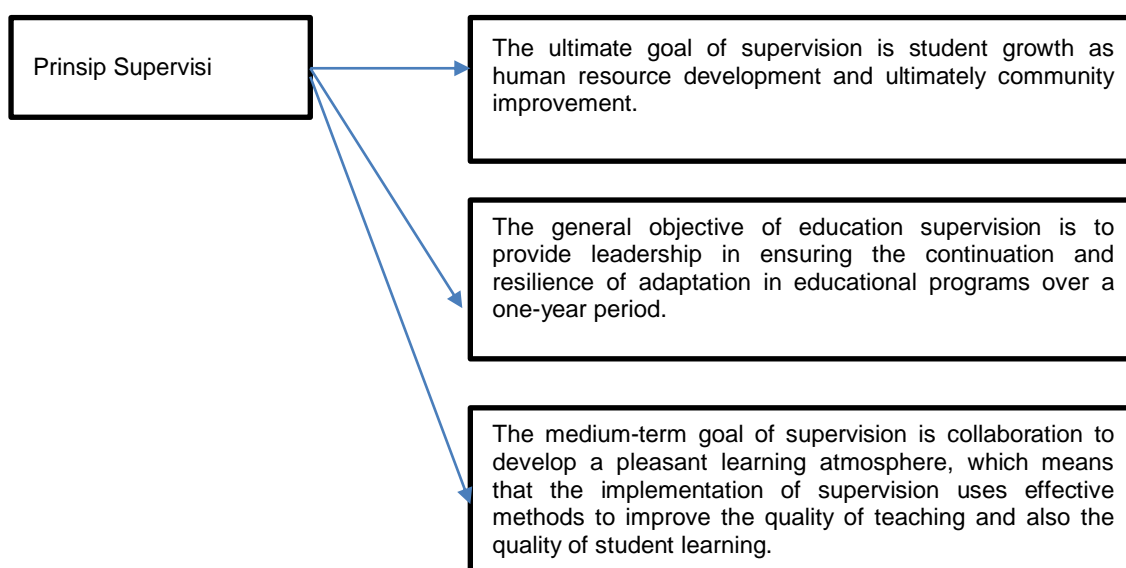 Prinsip Supervisi
The ultimate goal of supervision is student growth as
human resource development and ultimately community
improvement.
The general objective of education supervision is to
provide leadership in ensuring the continuation and
resilience of adaptation in educational programs over a
one-year period.
The medium-term goal of supervision is collaboration to
develop a pleasant learning atmosphere, which means
that the implementation of supervision uses effective
methods to improve the quality of teaching and also the
quality of student learning.